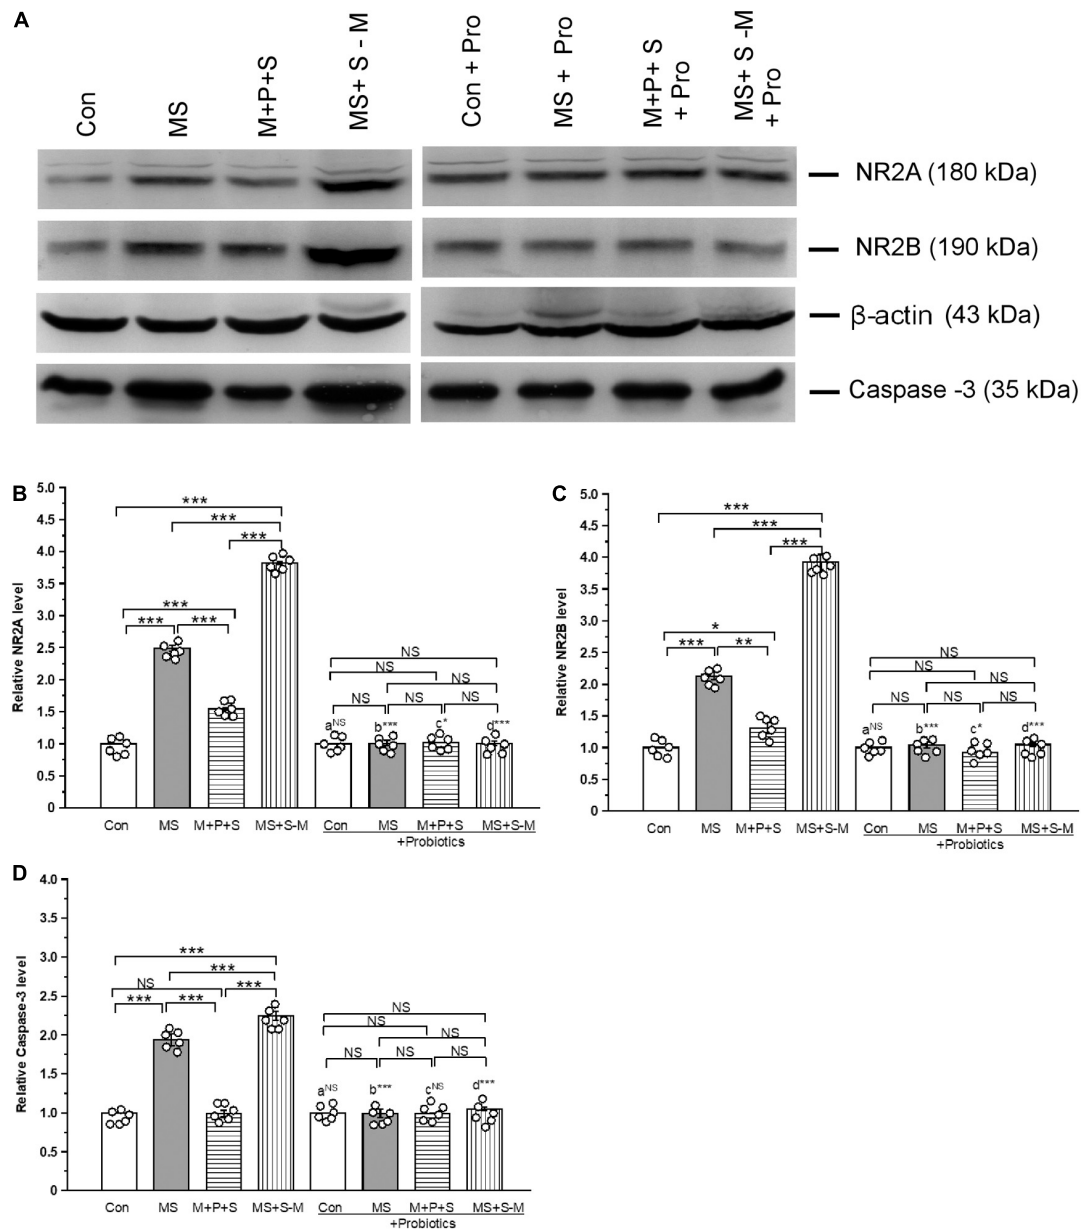 A
Con
MS
M+P+S
MS+ S - M
Con + Pro
MS + Pro
M+P+ S
+ Pro
MS+ S -M
+ Pro
NR2A (180 kDa)
NR2B (190 kDa)
β-actin (43 kDa)
Caspase -3 (35 kDa)
B
Relative NR2A level
5.0
4.5
4.0
3.5
3.0
2.5
2.0
1.5
1.0
0.5
0
***
***
***
***
*** ***
NS
NS
NS
NS NS NS
aNS b*** c* d***
Con MS M+P+S MS+S-M Con MS M+P+S MS+S-M
+Probiotics
C
Relative NR2B level
5.0
4.5
4.0
3.5
3.0
2.5
2.0
1.5
1.0
0.5
0
***
***
***
*
*** **
NS
NS
NS
NS NS NS
aNS b*** c* d***
Con MS M+P+S MS+S-M Con MS M+P+S MS+S-M
+Probiotics
D
Relative Caspase-3 level
4.0
3.5
3.0
2.5
2.0
1.5
1.0
0.5
0
***
***
NS ***
*** ***
NS
NS
NS
NS NS NS
aNS b*** cNS d***
Con MS M+P+S MS+S-M Con MS M+P+S MS+S-M
+Probiotics